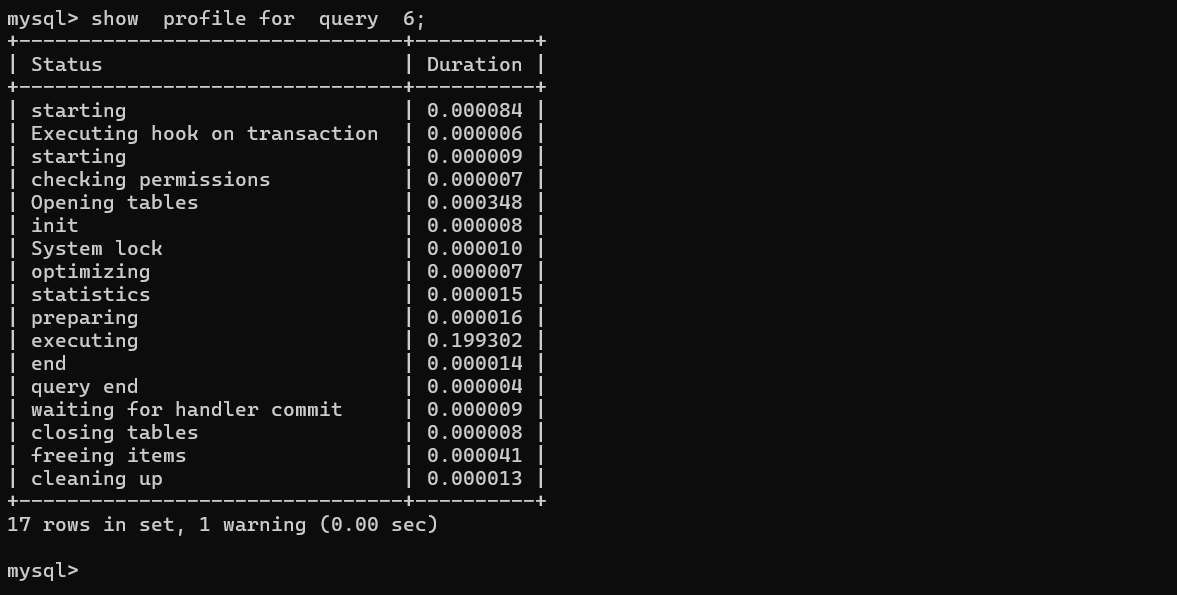 mysql> show  profile for  query  6;
+--------------------------------+----------+
| Status                         | Duration |
+--------------------------------+----------+
| starting                       | 0.000084 |
| Executing hook on transaction  | 0.000006 |
| starting                       | 0.000009 |
| checking permissions           | 0.000007 |
| Opening tables                 | 0.000348 |
| init                           | 0.000008 |
| System lock                    | 0.000010 |
| optimizing                     | 0.000007 |
| statistics                     | 0.000015 |
| preparing                      | 0.000016 |
| executing                      | 0.199302 |
| end                            | 0.000014 |
| query end                      | 0.000004 |
| waiting for handler commit     | 0.000009 |
| closing tables                 | 0.000008 |
| freeing items                  | 0.000041 |
| cleaning up                    | 0.000013 |
+--------------------------------+----------+
17 rows in set, 1 warning (0.00 sec)
mysql>